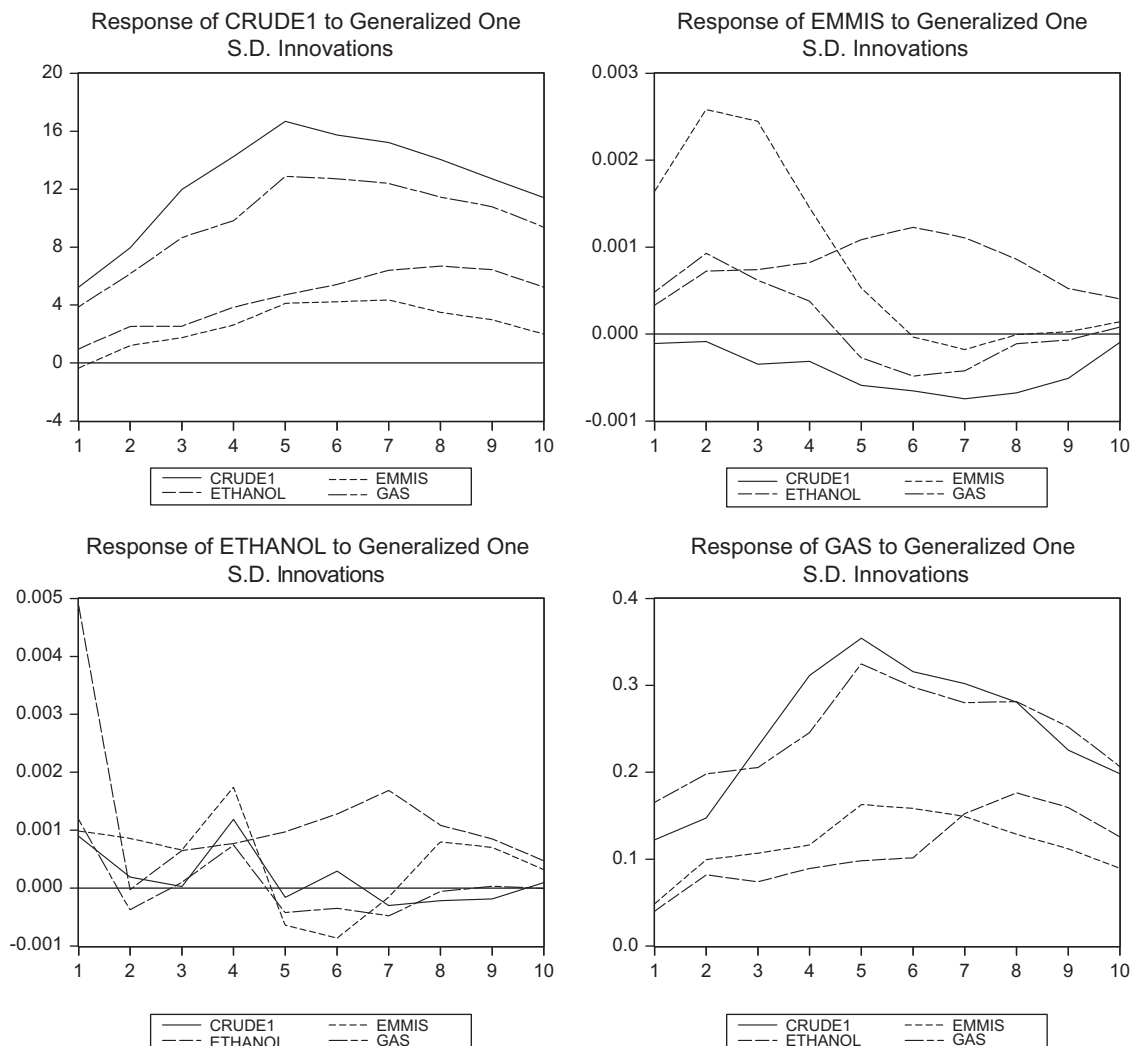 Response of CRUDE1 to Generalized One
S.D. Innovations
20
16
12
8
4
0
-4
1 2 3 4 5 6 7 8 9 10
CRUDE1 EMMIS
ETHANOL GAS
Response of EMMIS to Generalized One
S.D. Innovations
0.003
0.002
0.001
0.000
-0.001
1 2 3 4 5 6 7 8 9 10
CRUDE1 EMMIS
ETHANOL GAS
Response of ETHANOL to Generalized One
S.D. Innovations
0.005
0.004
0.003
0.002
0.001
0.000
-0.001
1 2 3 4 5 6 7 8 9 10
CRUDE1 EMMIS
ETHANOL GAS
Response of GAS to Generalized One
S.D. Innovations
0.4
0.3
0.2
0.1
0.0
1 2 3 4 5 6 7 8 9 10
CRUDE1 EMMIS
ETHANOL GAS